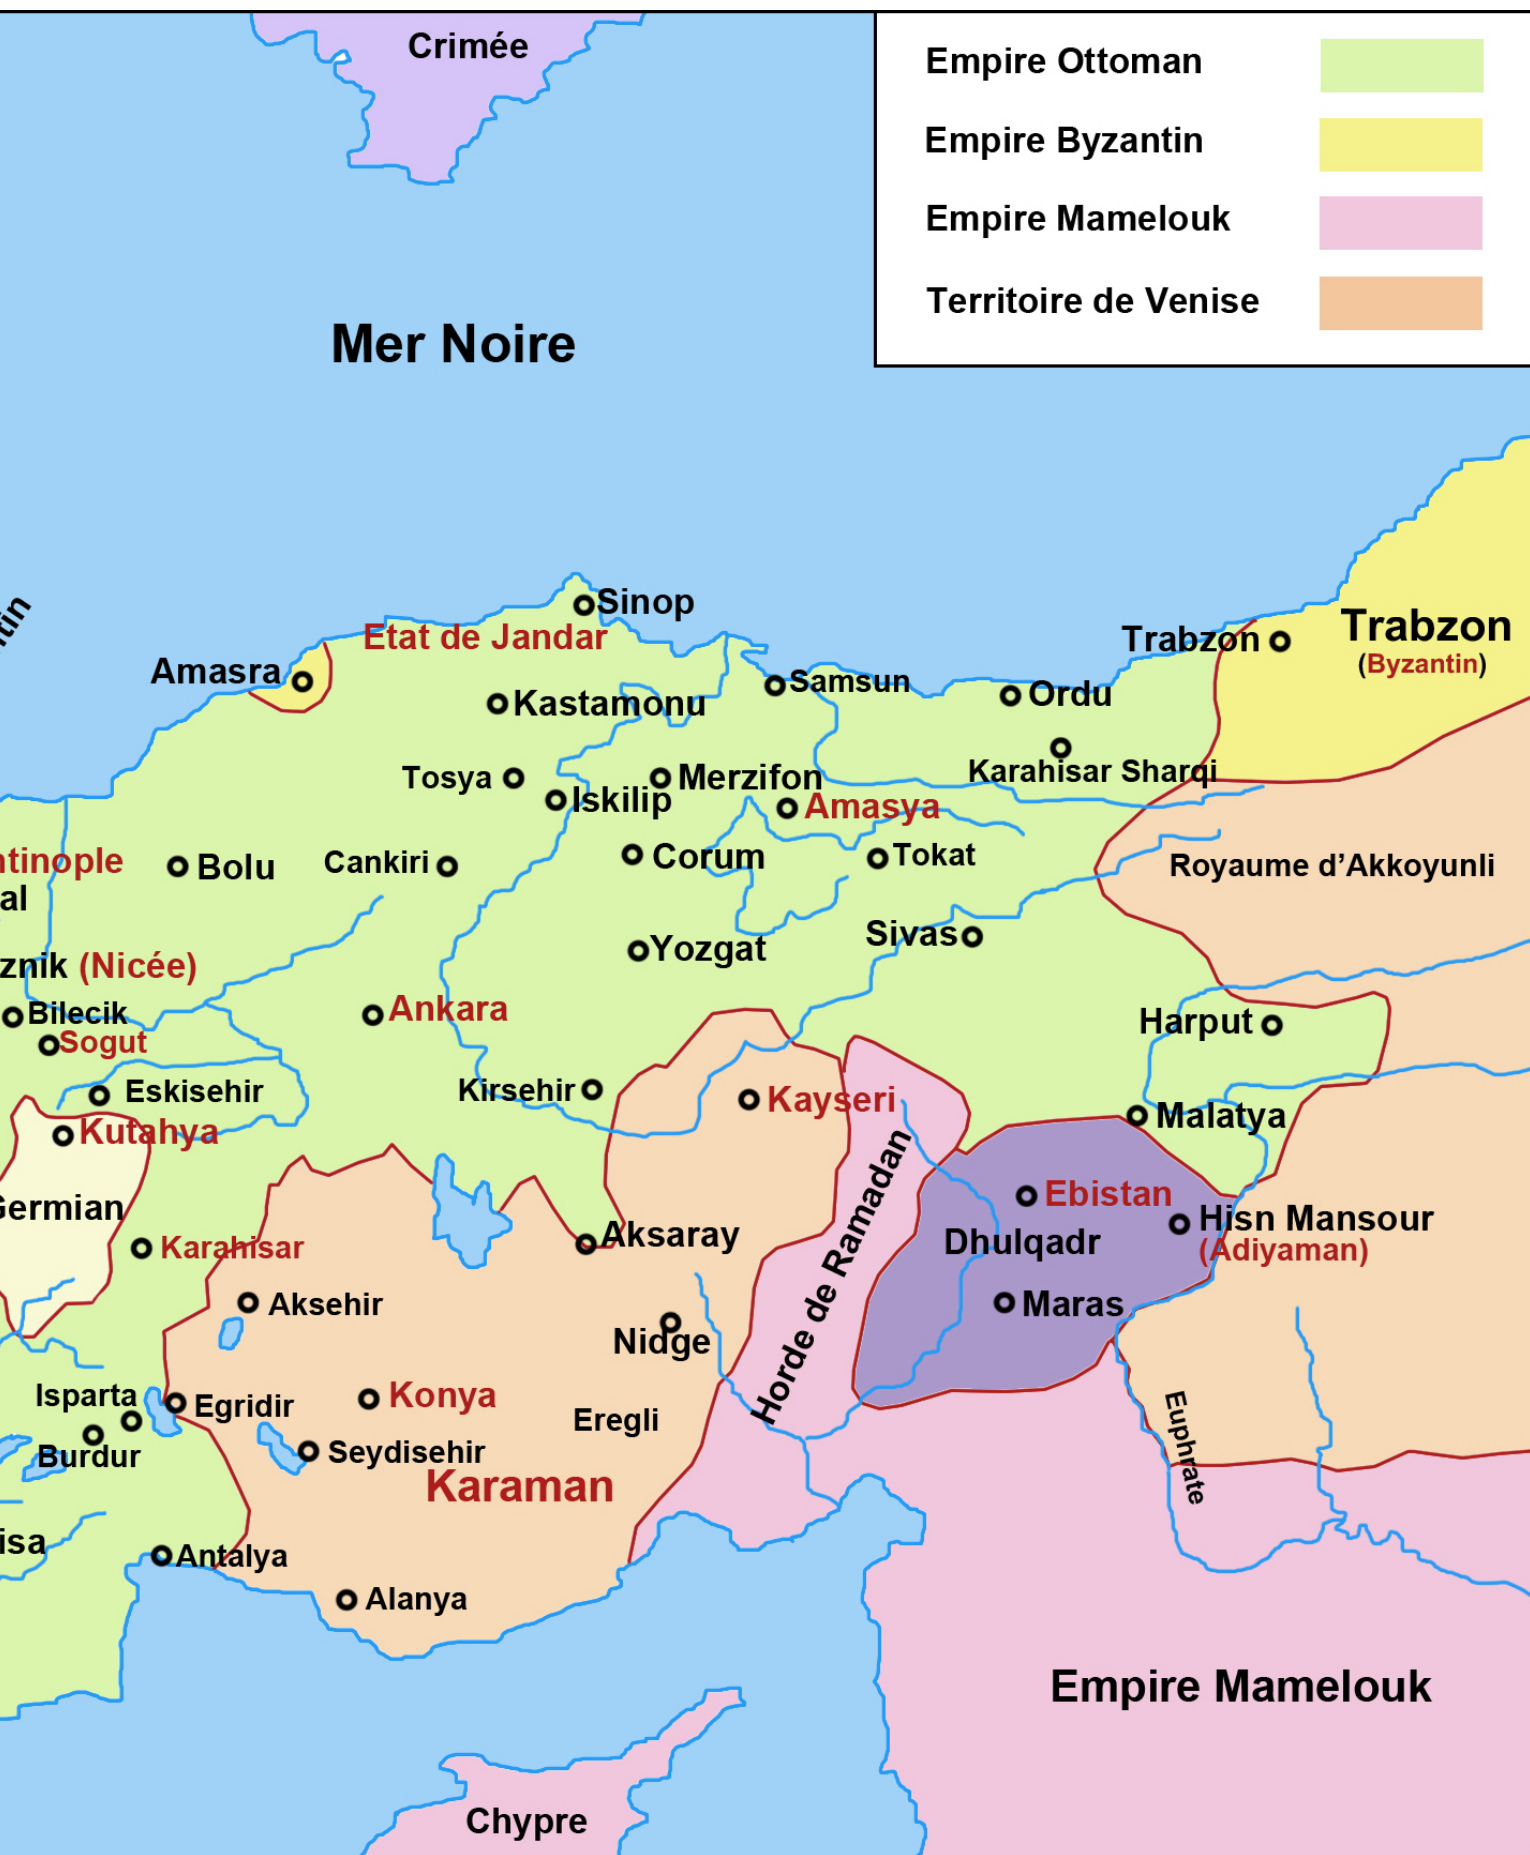 Crimée
Empire Ottoman
Empire Byzantin
Empire Mamelouk
Territoire de Venise
Mer Noire
Sinop
Etat de Jandar
Trabzon
Trabzon
(Byzantin)
Amasra
Samsun
Ordu
Kastamonu
Karahisar Sharqi
Tosya
Merzifon
Iskilip
Amasya
Bolu
Cankiri
Corum
Tokat
Royaume d'Akkoyunli
Sivas
Yozgat
(Nicée)
Ankara
Bilecik
Sogut
Harput
Eskisehir
Kirsehir
Kayseri
Malatya
Kutahya
Ebistan
Germian
Hisn Mansour
(Adiyaman)
Karahisar
Aksaray
Dhulqadr
Horde de Ramadan
Aksehir
Maras
Nidge
Isparta
Egridir
Konya
Eregli
Burdur
Seydisehir
Euphrate
Karaman
Antalya
Alanya
Empire Mamelouk
Chypre